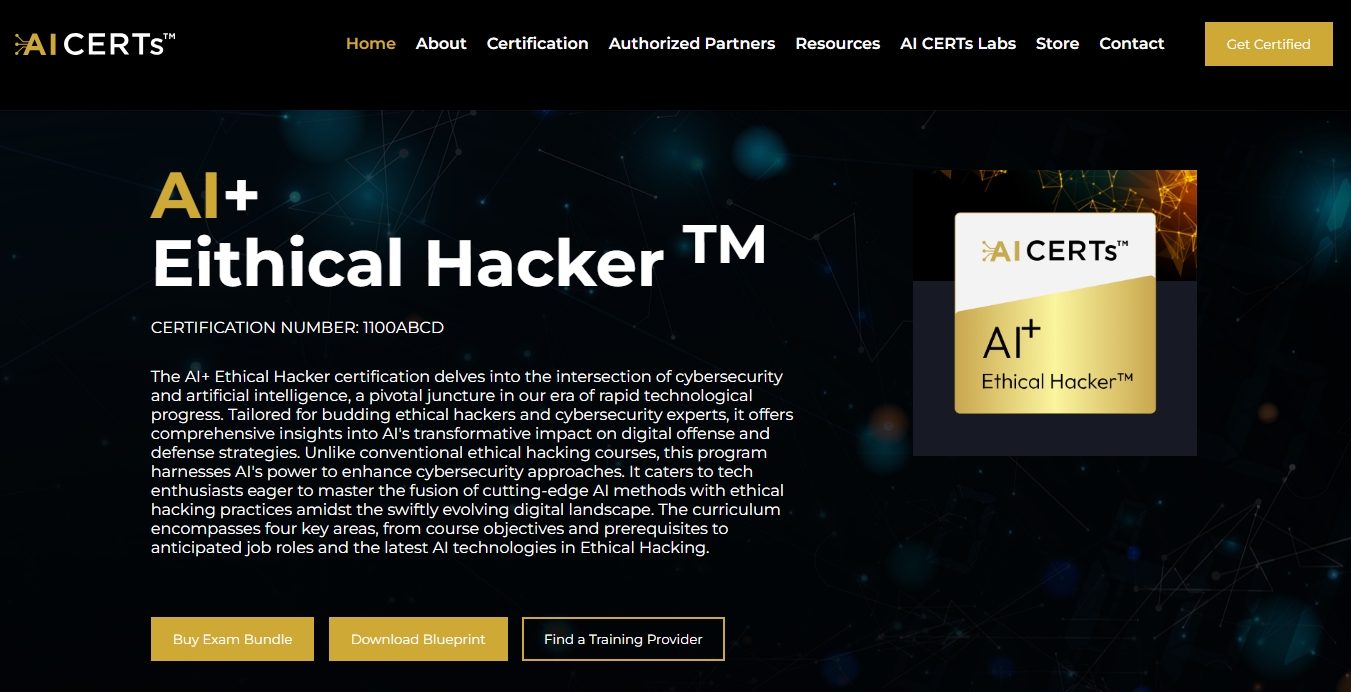 AI CERTs™
Home About Certification Authorized Partners Resources AI CERTs Labs Store Contact Get Certified
AI+
Eithical Hacker ™
CERTIFICATION NUMBER: 1100ABCD
The AI+ Ethical Hacker certification delves into the intersection of cybersecurity
and artificial intelligence, a pivotal juncture in our era of rapid technological
progress. Tailored for budding ethical hackers and cybersecurity experts, it offers
comprehensive insights into AI's transformative impact on digital offense and
defense strategies. Unlike conventional ethical hacking courses, this program
harnesses AI's power to enhance cybersecurity approaches. It caters to tech
enthusiasts eager to master the fusion of cutting-edge AI methods with ethical
hacking practices amidst the swiftly evolving digital landscape. The curriculum
encompasses four key areas, from course objectives and prerequisites to
anticipated job roles and the latest AI technologies in Ethical Hacking.
Buy Exam Bundle Download Blueprint Find a Training Provider
AI CERTs™
AI+
Ethical Hacker™